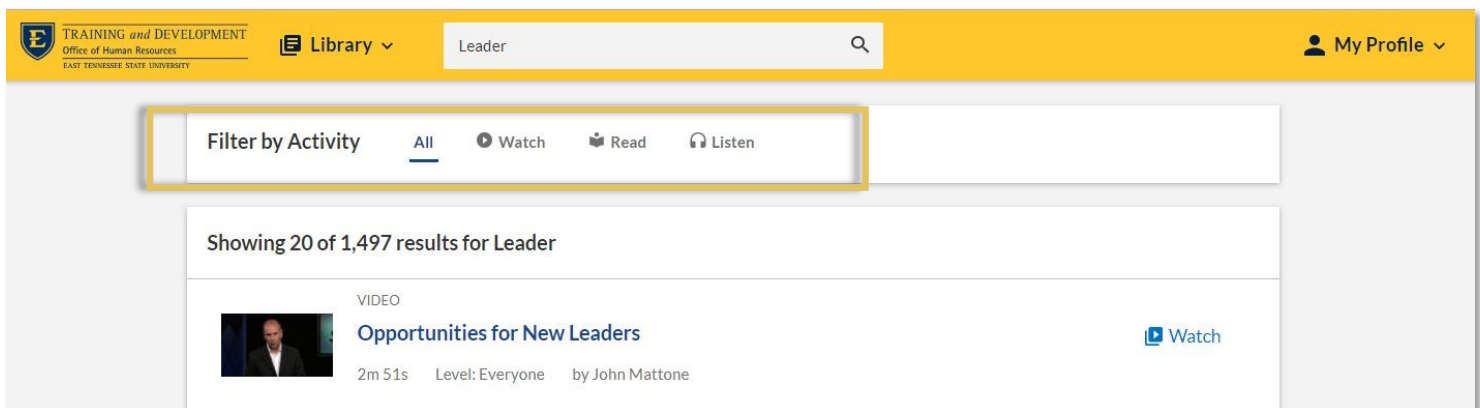 TRAINING and DEVELOPMENT
Office of Human Resources
EAST TENNESSEE STATE UNIVERSITY
Library
Leader
My Profile
Filter by Activity All Watch Read Listen
Showing 20 of 1,497 results for Leader
VIDEO
Opportunities for New Leaders
Watch
2m 51s Level: Everyone by John Mattone